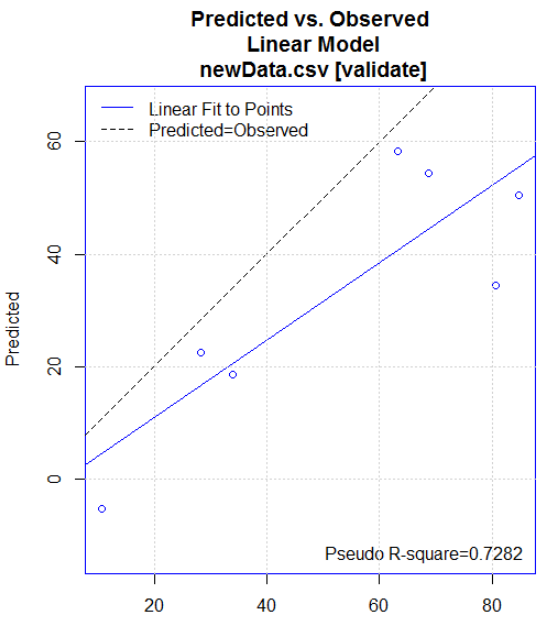 Predicted vs. Observed
Linear Model
newData.csv [validate]
Linear Fit to Points
Predicted=Observed
60
40
20
0
Predicted
Pseudo R-square=0.7282
20 40 60 80